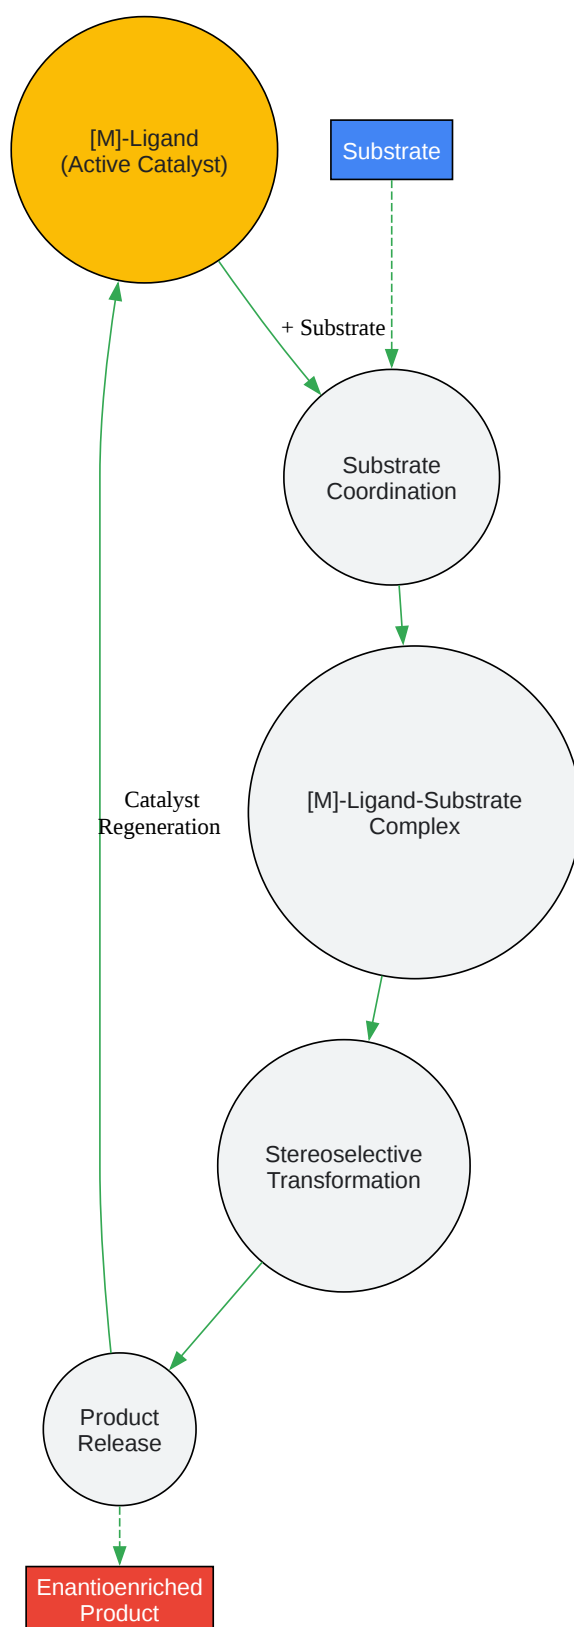 [M]-Ligand
(Active Catalyst)
Substrate
+ Substrate
Substrate
Coordination
[M]-Ligand-Substrate
Complex
Catalyst
Regeneration
Stereoselective
Transformation
Product
Release
Enantioenriched
Product